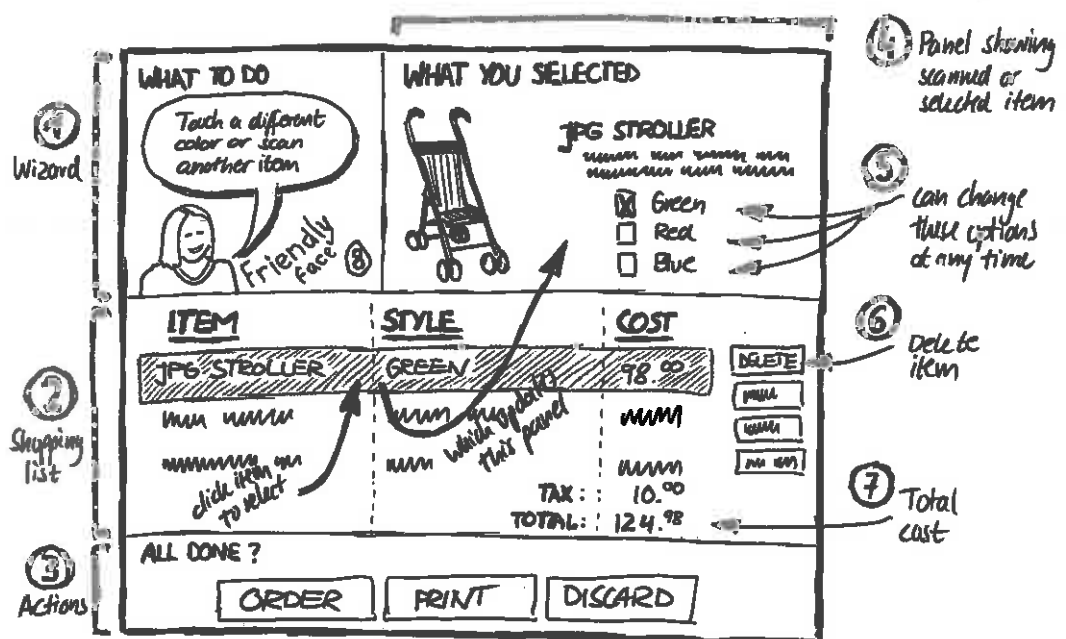 WHAT TO DO
Touch a different
color or scan
another item
Friendly
face 8
WHAT YOU SELECTED
JPG STROLLER
Green
Red
Blue
1
Wizard
4 Panel showing
scanned or
selected item
5
can change
these options
at any time
ITEM STYLE COST
JPG STROLLER GREEN 98.00
DELETE
click item
to select
which updates
this panel
TAX: 10.00
TOTAL: 124.98
2
Shopping
list
6
Delete
item
7 Total
cost
ALL DONE?
ORDER PRINT DISCARD
3
Actions